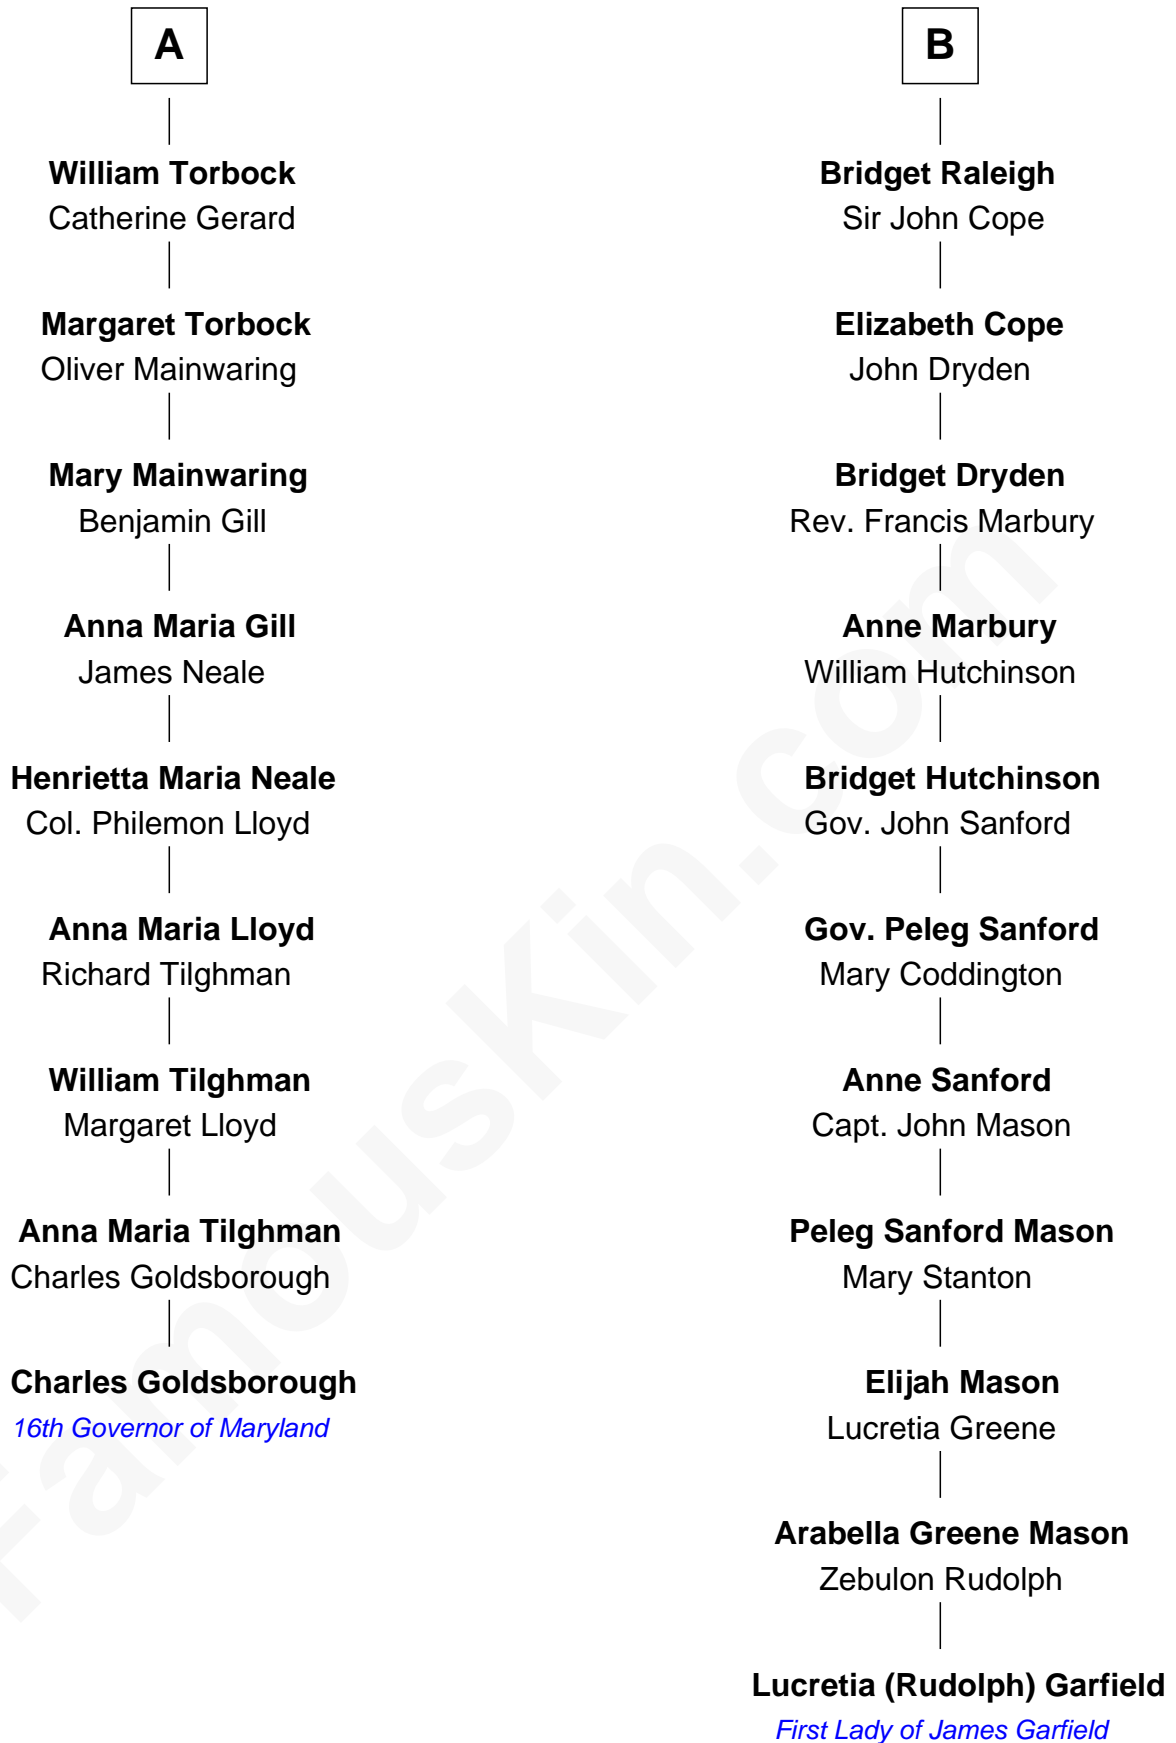 A
William Torbock
Catherine Gerard
Margaret Torbock
Oliver Mainwaring
Mary Mainwaring
Benjamin Gill
Anna Maria Gill
James Neale
Henrietta Maria Neale
Col. Philemon Lloyd
Anna Maria Lloyd
Richard Tilghman
William Tilghman
Margaret Lloyd
Anna Maria Tilghman
Charles Goldsborough
Charles Goldsborough
16th Governor of Maryland
B
Bridget Raleigh
Sir John Cope
Elizabeth Cope
John Dryden
Bridget Dryden
Rev. Francis Marbury
Anne Marbury
William Hutchinson
Bridget Hutchinson
Gov. John Sanford
Gov. Peleg Sanford
Mary Coddington
Anne Sanford
Capt. John Mason
Peleg Sanford Mason
Mary Stanton
Elijah Mason
Lucretia Greene
Arabella Greene Mason
Zebulon Rudolph
Lucretia (Rudolph) Garfield
First Lady of James Garfield
FamousKin.com